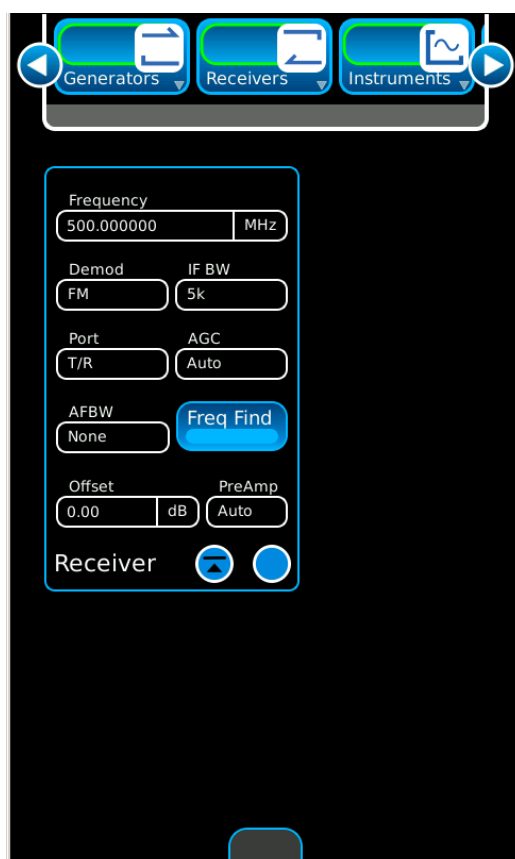 Generators Receivers Instruments
Frequency
500.000000 MHz
Demod IF BW
FM 5k
Port AGC
T/R Auto
AFBW Freq Find
None
Offset PreAmp
0.00 dB Auto
Receiver